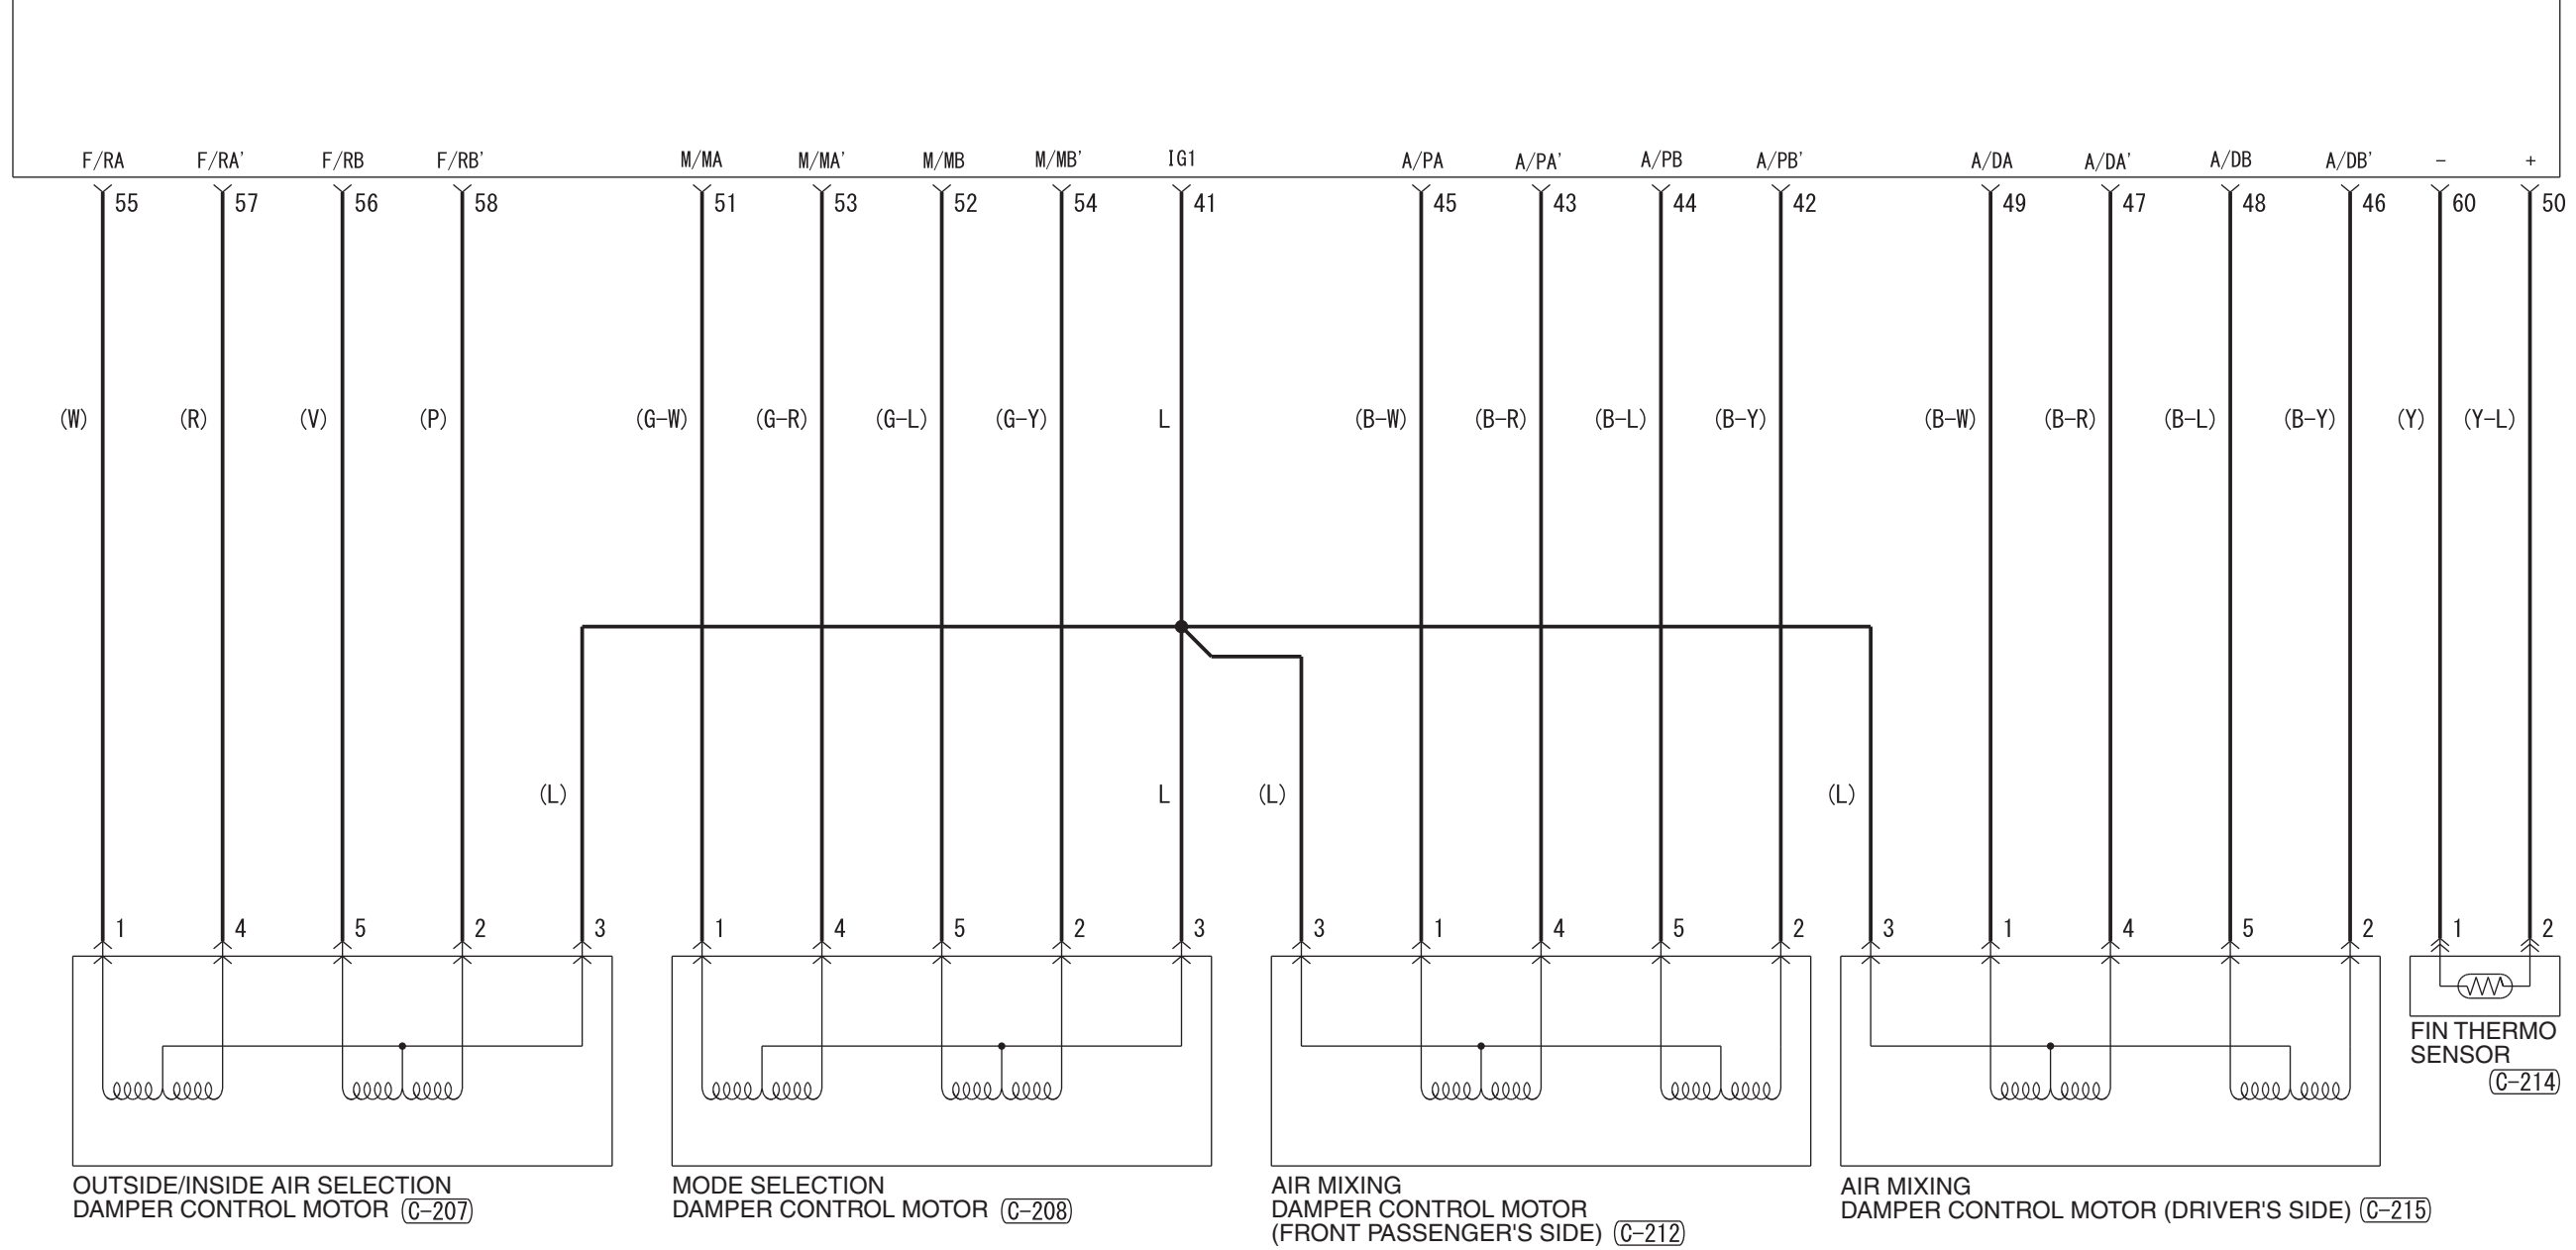 F/RA F/RA' F/RB F/RB' M/MA M/MA' M/MB M/MB' IG1 A/PA A/PA' A/PB A/PB' A/DA A/DA' A/DB A/DB' − +
55 57 56 58 51 53 52 54 41 45 43 44 42 49 47 48 46 60 50
(W) (R) (V) (P) (G−W) (G−R) (G−L) (G−Y) L (B−W) (B−R) (B−L) (B−Y) (B−W) (B−R) (B−L) (B−Y) (Y) (Y−L)
(L) L (L) (L)
1 4 5 2 3 1 4 5 2 3 3 1 4 5 2 3 1 4 5 2 1 2
FIN THERMO
SENSOR
C-214
OUTSIDE/INSIDE AIR SELECTION
DAMPER CONTROL MOTOR C-207
MODE SELECTION
DAMPER CONTROL MOTOR C-208
AIR MIXING
DAMPER CONTROL MOTOR
(FRONT PASSENGER'S SIDE) C-212
AIR MIXING
DAMPER CONTROL MOTOR (DRIVER'S SIDE) C-215